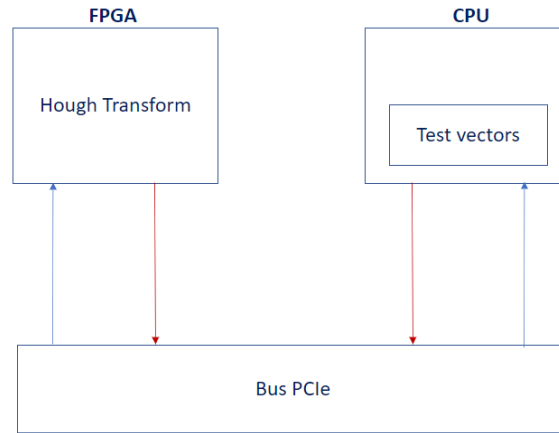 FPGA
CPU
Hough Transform
Test vectors
Bus PCIe